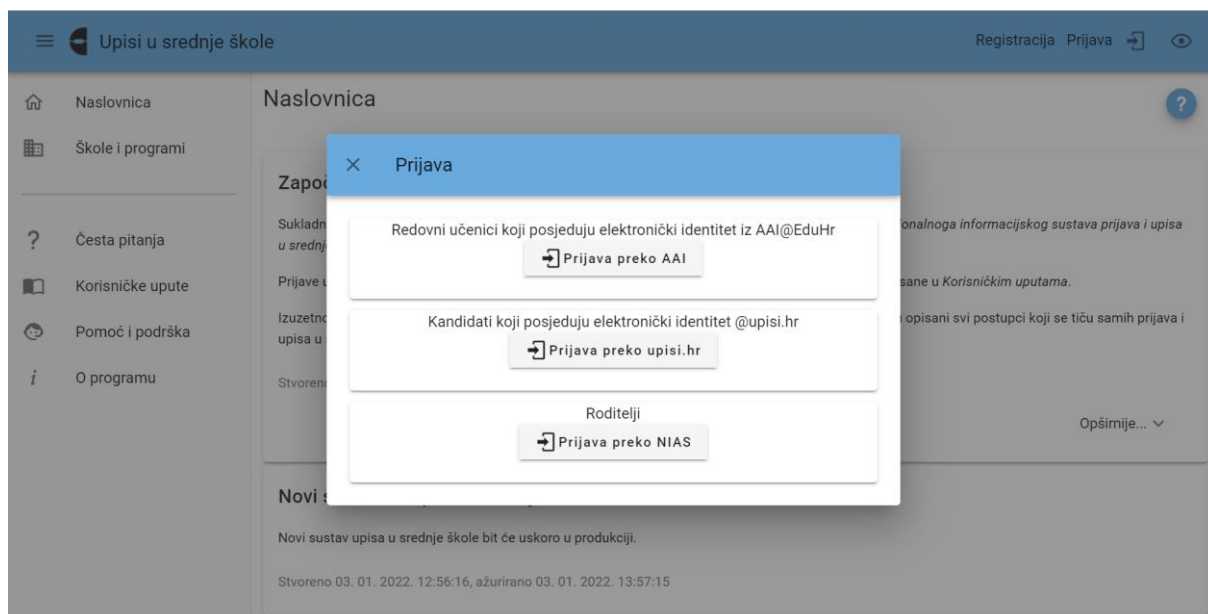 Upisi u srednje škole
Registracija Prijava
Naslovnica
Škole i programi
Česta pitanja
Korisničke upute
Pomoć i podrška
i O programu
Naslovnica
?
Prijava
Redovni učenici koji posjeduju elektronički identitet iz AAI@EduHr
Prijava preko AAI
Kandidati koji posjeduju elektronički identitet @upisi.hr
Prijava preko upisi.hr
Roditelji
Prijava preko NIAS
informacijskog sustava prijava i upisa
u
Prijave
sane u Korisničkim uputama.
Izuzetno
opisani svi postupci koji se tiču samih prijava i
upisa u
Opširnije...
Novi
Novi sustav upisa u srednje škole bit će uskoro u produkciji.
Stvoreno 03. 01. 2022. 12:56:16, ažurirano 03. 01. 2022. 13:57:15